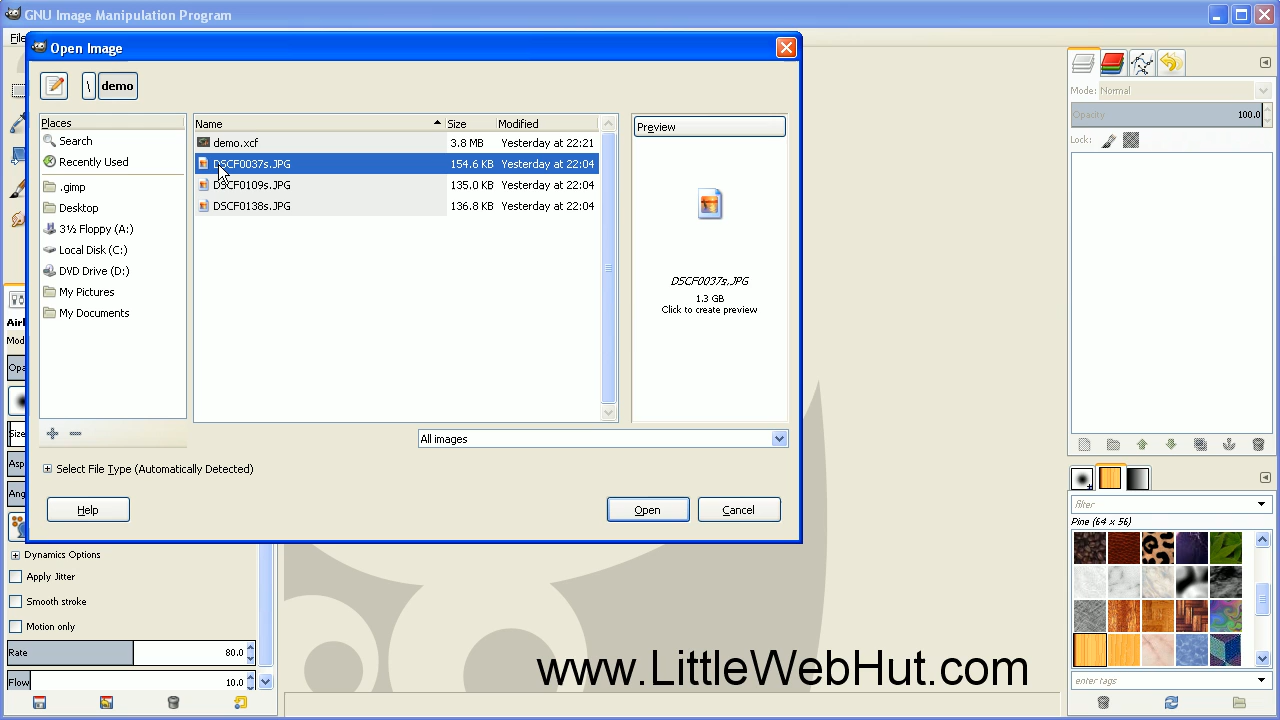 GNU Image Manipulation Program
File
Open Image
\ demo
Places
Search
Recently Used
.gimp
Desktop
3½ Floppy (A:)
Local Disk (C:)
DVD Drive (D:)
My Pictures
My Documents
Name Size Modified
demo.xcf 3.8 MB Yesterday at 22:21
DSCF0037s.JPG 154.6 KB Yesterday at 22:04
DSCF0109s.JPG 135.0 KB Yesterday at 22:04
DSCF0138s.JPG 136.8 KB Yesterday at 22:04
Preview
DSCF0037s.JPG
1.3 GB
Click to create preview
All images
Select File Type (Automatically Detected)
Help
Open
Cancel
Mod
Opa
Size
Asp
Ang
Dynamics Options
Apply Jitter
Smooth stroke
Motion only
Rate 80.0
Flow 10.0
Mode: Normal
Opacity 100.0
Lock:
filter
Pine (64 x 56)
enter tags
www.LittleWebHut.com